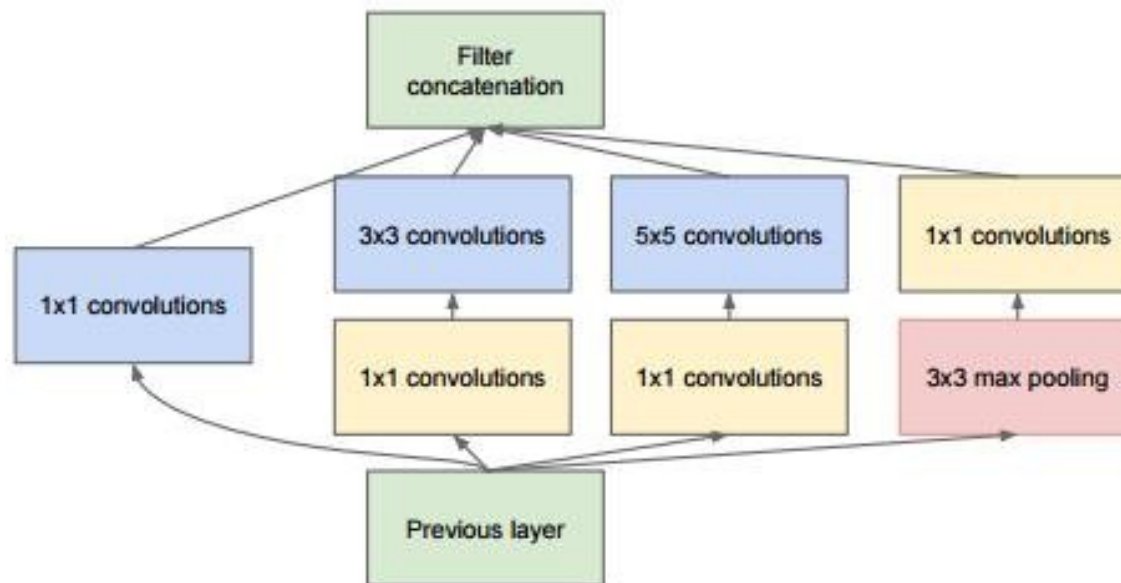 Filter
concatenation
3x3 convolutions
5x5 convolutions
1x1 convolutions
1x1 convolutions
1x1 convolutions
1x1 convolutions
3x3 max pooling
Previous layer